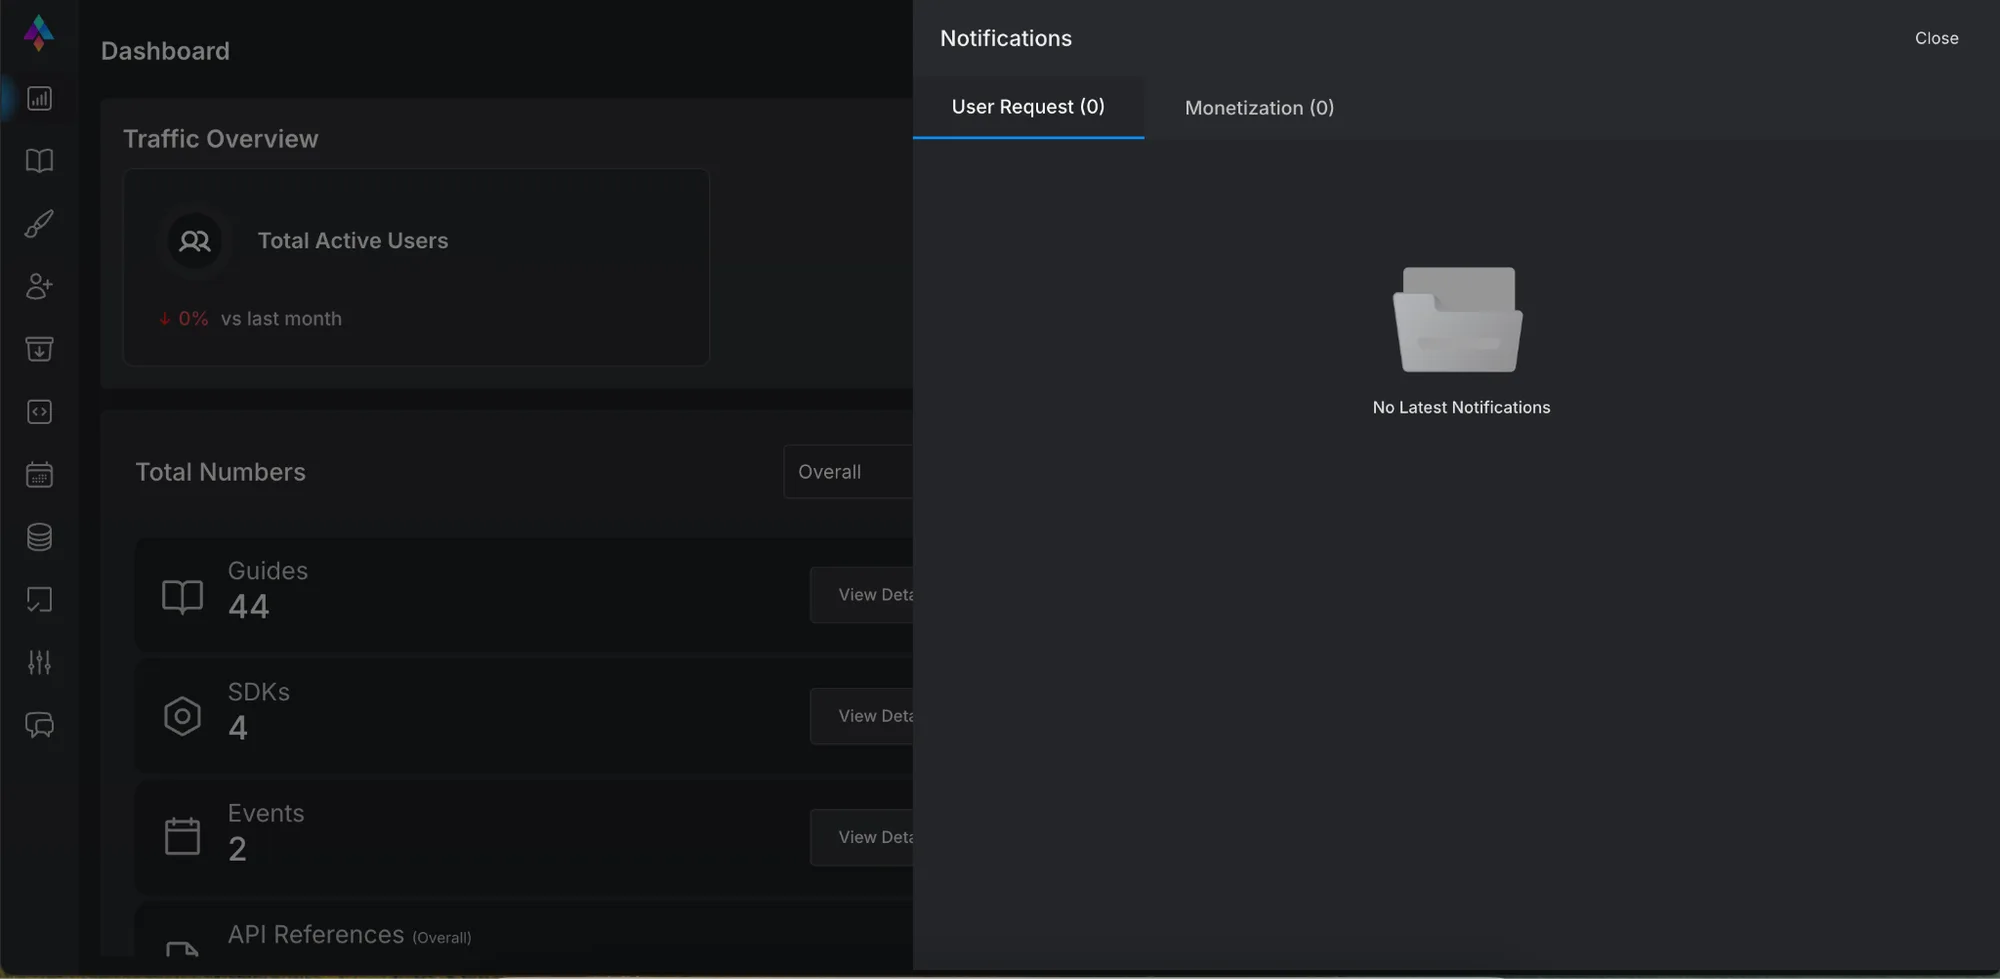 Dashboard
Traffic Overview
Total Active Users
↓ 0% vs last month
Total Numbers
Overall
Guides
44
View Deta
SDKs
4
View Deta
Events
2
View Deta
API References (Overall)
Notifications
Close
User Request (0)
Monetization (0)
No Latest Notifications